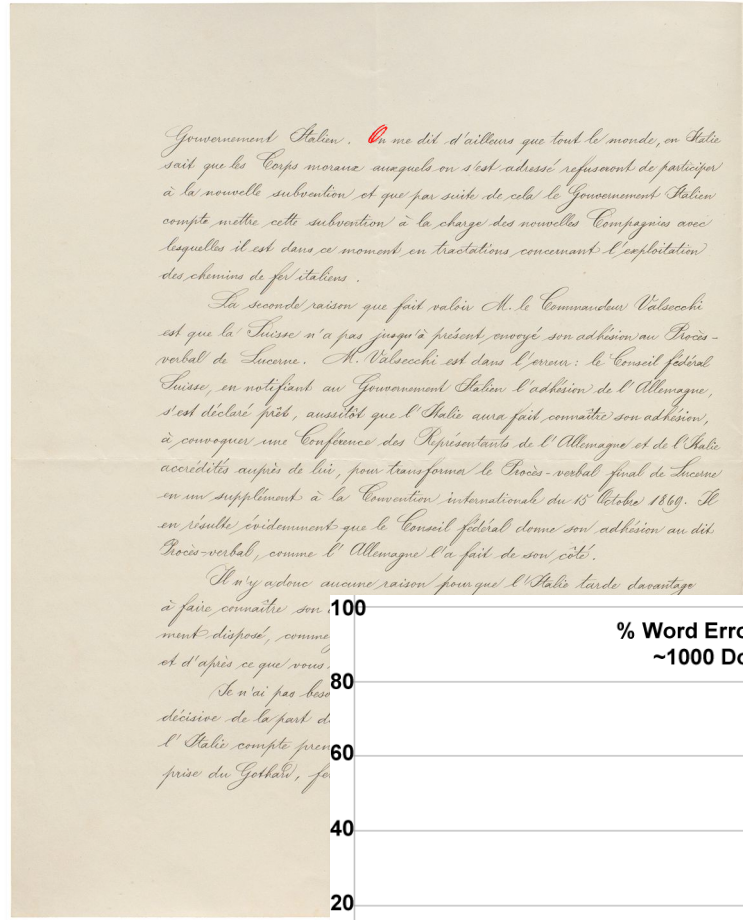 Gouvernement Italien. On me dit d'ailleurs que tout le monde, en Italie
sait que les Corps moraux auxquels on s'est adressé refuseront de participer
à la nouvelle subvention et que par suite de cela le Gouvernement Italien
compte mettre cette subvention à la charge des nouvelles Compagnies avec
lesquelles il est dans ce moment en tractations concernant l'exploitation
des chemins de fer italiens.
La seconde raison que fait valoir M. le Commandeur Valsecchi
est que la Suisse n'a pas jusqu'à présent envoyé son adhésion au Procès-
verbal de Lucerne. M. Valsecchi est dans l'erreur: le Conseil fédéral
Suisse, en notifiant au Gouvernement Italien l'adhésion de l'Allemagne,
s'est déclaré prêt, aussitôt que l'Italie aura fait connaître son adhésion,
à convoquer une Conférence des Représentants de l'Allemagne et de l'Italie
accrédités auprès de lui, pour transformer le Procès-verbal final de Lucerne
en un supplément à la Convention internationale du 15 Octobre 1869. Il
en résulte évidemment que le Conseil fédéral donne son adhésion au dit
Procès-verbal, comme l'Allemagne l'a fait de son côté.
Il n'y a donc aucune raison pour que l'Italie tarde davantage
à faire connaître son
ment disposé, comme
et d'après ce que vous
Je n'ai pas beso
décisive de la part d
l'Italie compte pren
prise du Gothard, fe
% Word Erro
~1000 Do
100
80
60
40
20